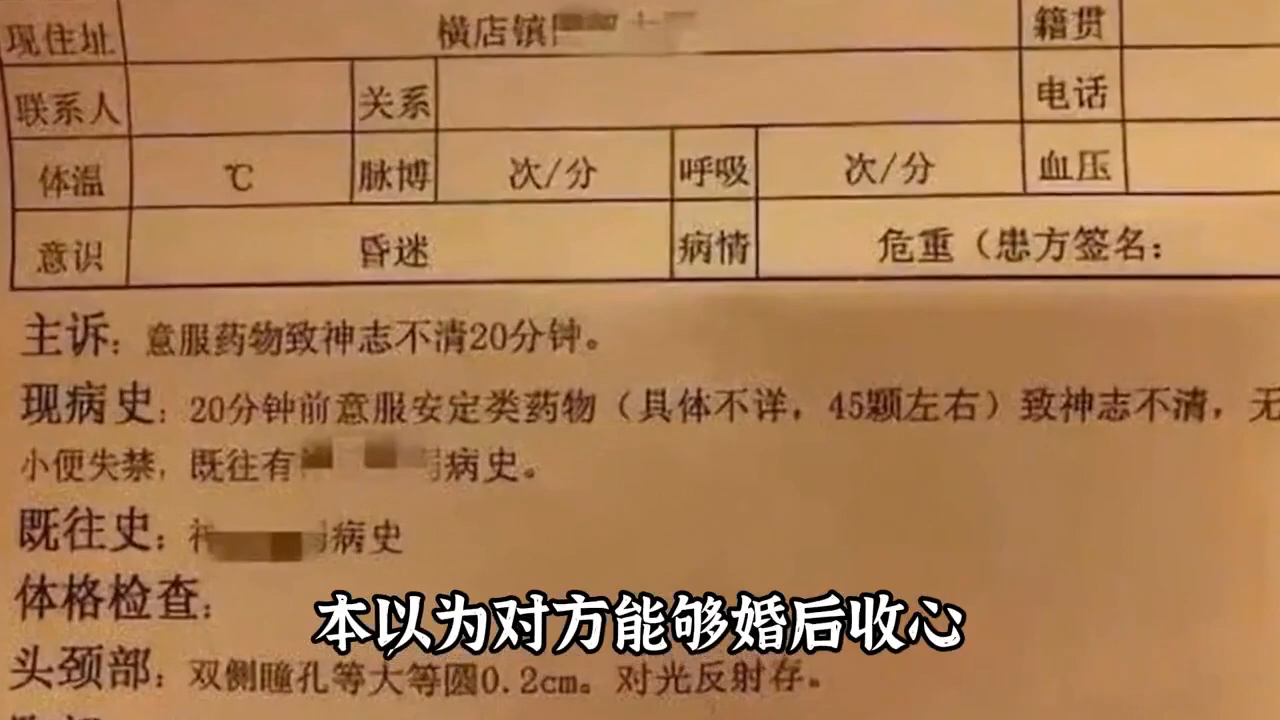 现住址 横店镇 籍贯
联系人 关系 电话
体温 ℃ 脉博 次/分 呼吸 次/分 血压
意识 昏迷 病情 危重（患方签名：
主诉：意服药物致神志不清20分钟。
现病史：20分钟前意服安定类药物（具体不详，45颗左右）致神志不清，无
小便失禁，既往有 病史。
既往史： 病史
体格检查：
本以为对方能够婚后收心
头颈部：双侧瞳孔等大等圆0.2cm。对光反射存。